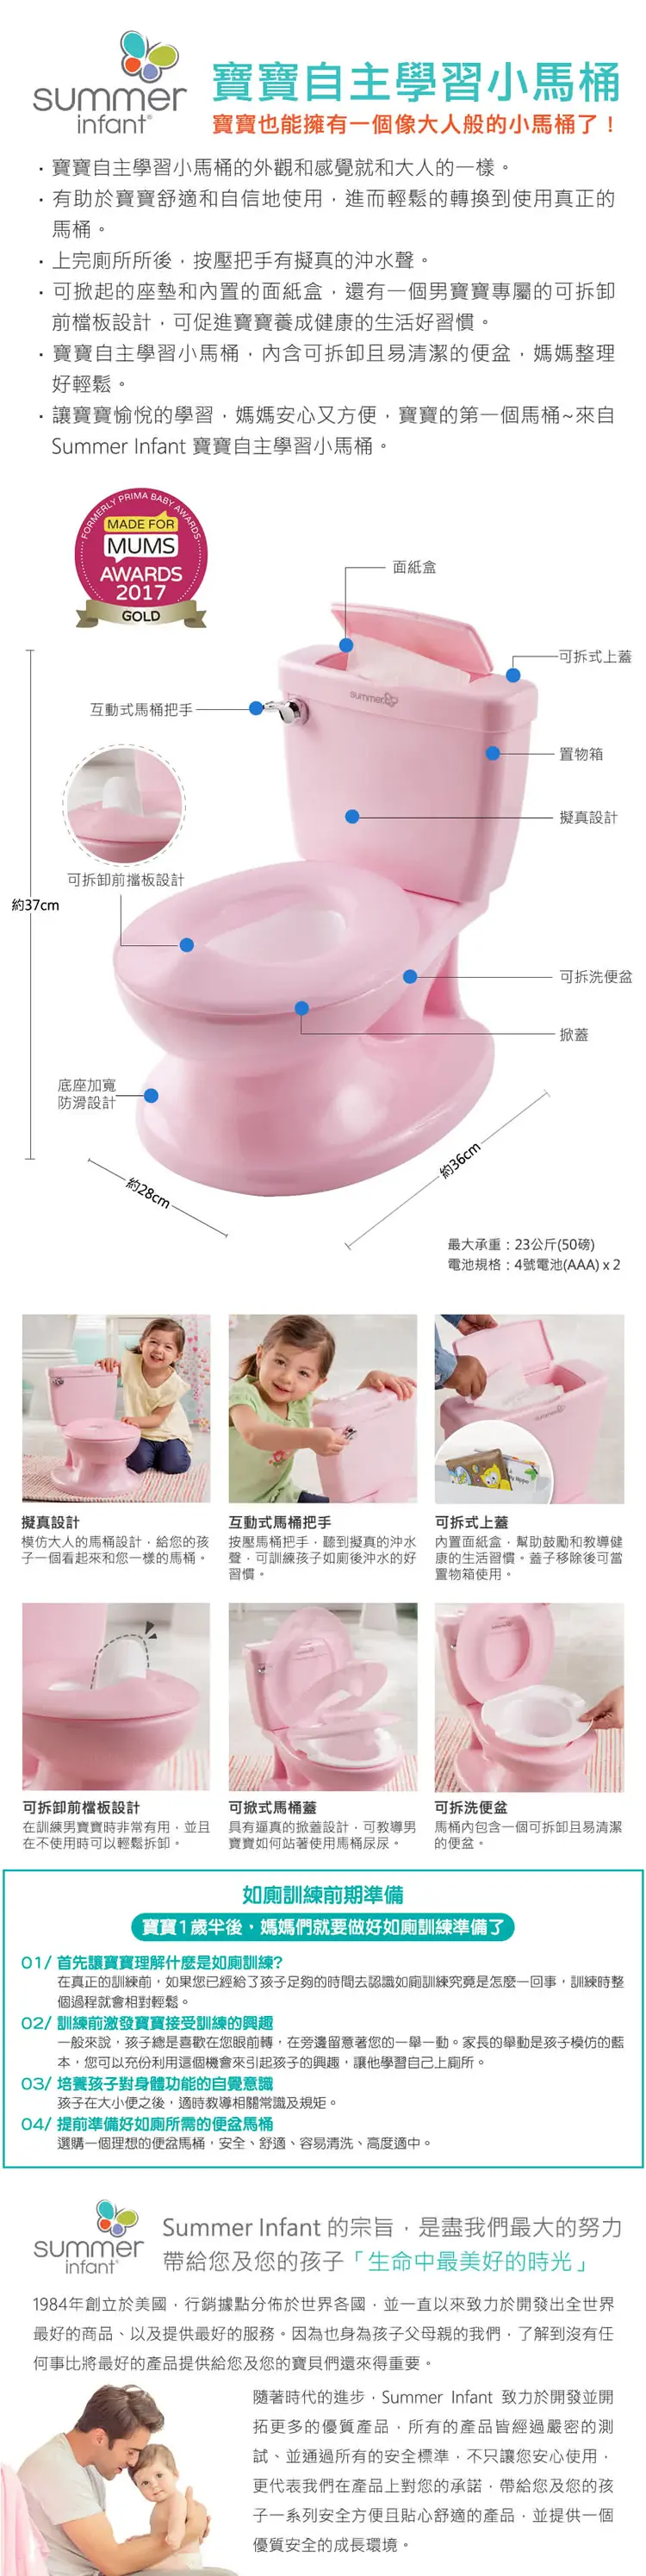 summer
infant®
寶寶自主學習小馬桶
寶寶也能擁有一個像大人般的小馬桶了！
·寶寶自主學習小馬桶的外觀和感覺就和大人的一樣。
·有助於寶寶舒適和自信地使用，進而輕鬆的轉換到使用真正的
馬桶。
·上完廁所所後，按壓把手有擬真的沖水聲。
·可掀起的座墊和內置的面紙盒，還有一個男寶寶專屬的可拆卸
前檔板設計，可促進寶寶養成健康的生活好習慣。
·寶寶自主學習小馬桶，內含可拆卸且易清潔的便盆，媽媽整理
好輕鬆。
·讓寶寶愉悅的學習，媽媽安心又方便，寶寶的第一個馬桶~來自
Summer Infant 寶寶自主學習小馬桶。
FORMERLY PRIMA BABY AWARDS
MADE FOR
MUMS
AWARDS
2017
GOLD
面紙盒
可拆式上蓋
summer
互動式馬桶把手
置物箱
擬真設計
可拆卸前擋板設計
約37cm
可拆洗便盆
掀蓋
底座加寬
防滑設計
約28cm
約36cm
最大承重：23公斤(50磅)
電池規格：4號電池(AAA) x 2
擬真設計
模仿大人的馬桶設計，給您的孩
子一個看起來和您一樣的馬桶。
互動式馬桶把手
按壓馬桶把手，聽到擬真的沖水
聲，可訓練孩子如廁後沖水的好
習慣。
可拆式上蓋
內置面紙盒，幫助鼓勵和教導健
康的生活習慣。蓋子移除後可當
置物箱使用。
可拆卸前檔板設計
在訓練男寶寶時非常有用，並且
在不使用時可以輕鬆拆卸。
可掀式馬桶蓋
具有逼真的掀蓋設計，可教導男
寶寶如何站著使用馬桶尿尿。
可拆洗便盆
馬桶內包含一個可拆卸且易清潔
的便盆。
如廁訓練前期準備
寶寶1歲半後，媽媽們就要做好如廁訓練準備了
01/ 首先讓寶寶理解什麼是如廁訓練?
在真正的訓練前，如果您已經給了孩子足夠的時間去認識如廁訓練究竟是怎麼一回事，訓練時整
個過程就會相對輕鬆。
02/ 訓練前激發寶寶接受訓練的興趣
一般來說，孩子總是喜歡在您眼前轉，在旁邊留意著您的一舉一動。家長的舉動是孩子模仿的藍
本，您可以充份利用這個機會來引起孩子的興趣，讓他學習自己上廁所。
03/ 培養孩子對身體功能的自覺意識
孩子在大小便之後，適時教導相關常識及規矩。
04/ 提前準備好如廁所需的便盆馬桶
選購一個理想的便盆馬桶，安全、舒適、容易清洗、高度適中。
summer
infant®
Summer Infant 的宗旨，是盡我們最大的努力
帶給您及您的孩子「生命中最美好的時光」
1984年創立於美國，行銷據點分佈於世界各國，並一直以來致力於開發出全世界
最好的商品、以及提供最好的服務。因為也身為孩子父母親的我們，了解到沒有任
何事比將最好的產品提供給您及您的寶貝們還來得重要。
隨著時代的進步，Summer Infant 致力於開發並開
拓更多的優質產品，所有的產品皆經過嚴密的測
試、並通過所有的安全標準，不只讓您安心使用，
更代表我們在產品上對您的承諾，帶給您及您的孩
子一系列安全方便且貼心舒適的產品，並提供一個
優質安全的成長環境。